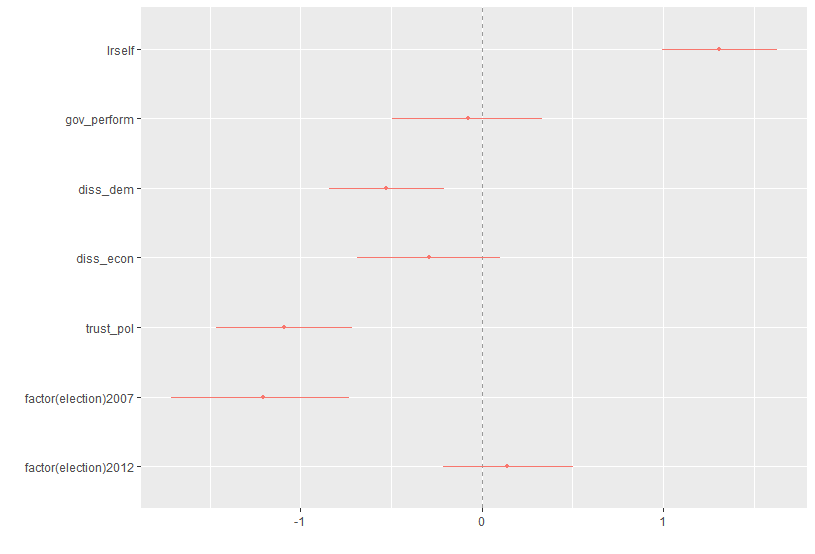 lrself
gov_perform
diss_dem
diss_econ
trust_pol
factor(election)2007
factor(election)2012
-1 0 1